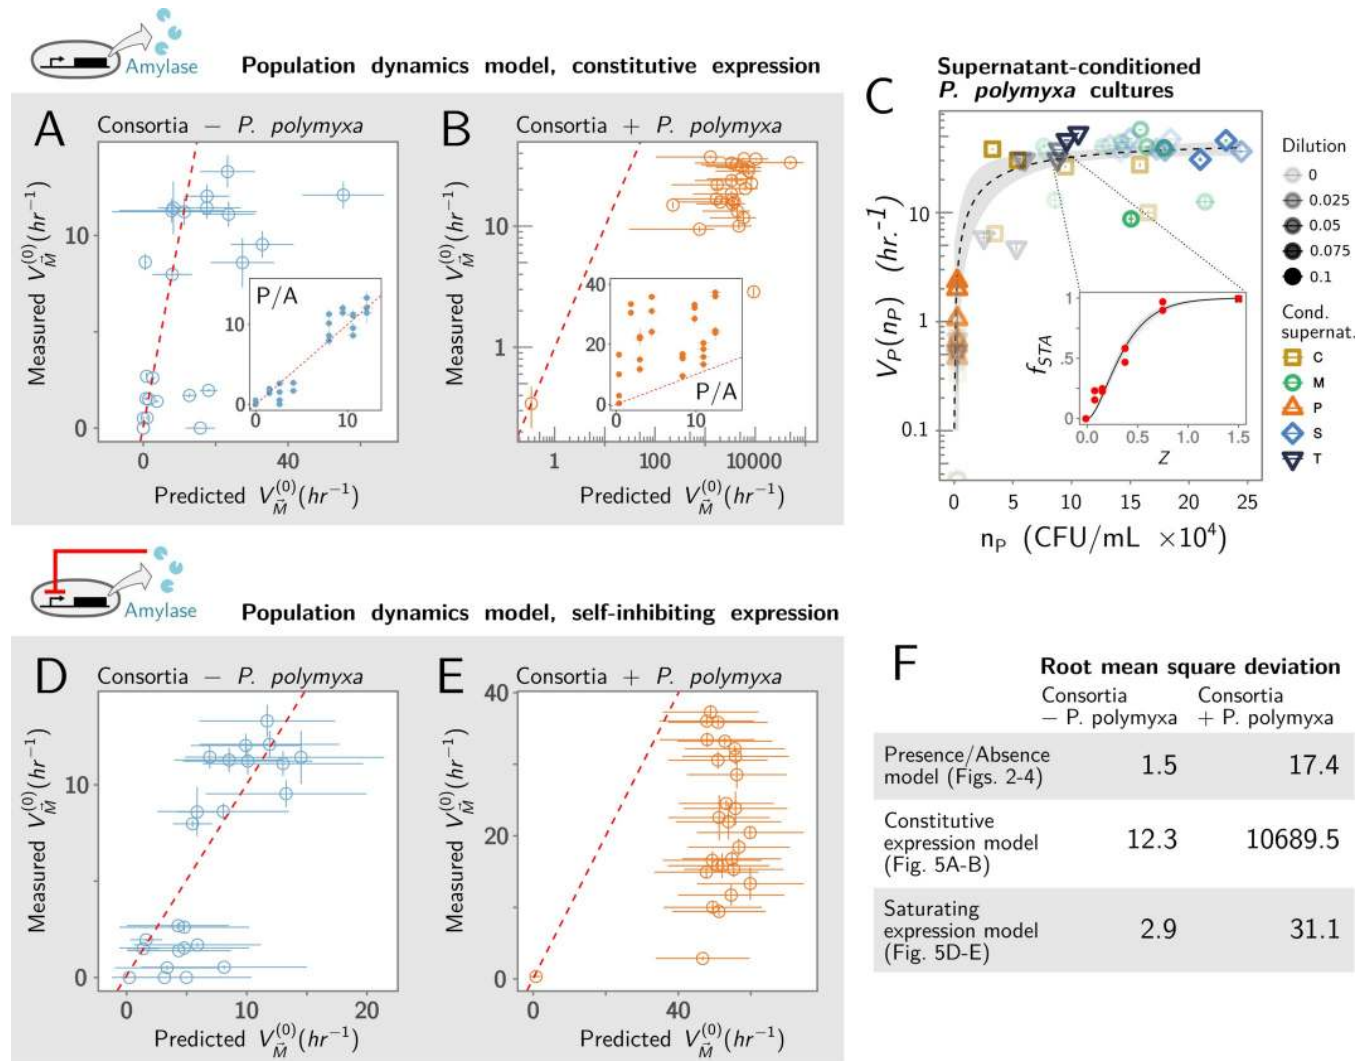 Amylase
Population dynamics model, constitutive expression
A
Consortia − P. polymyxa
Measured V_M⃗^(0)(hr⁻¹)
10
0
0
40
Predicted V_M⃗^(0)(hr⁻¹)
P/A
10
0
0
10
B
Consortia + P. polymyxa
Measured V_M⃗^(0)(hr⁻¹)
10
1
1
100
10000
Predicted V_M⃗^(0)(hr⁻¹)
40
20
0
0
10
P/A
Supernatant-conditioned
P. polymyxa cultures
C
V_P(n_P) (hr.⁻¹)
10
1
0.1
0
5
10
15
20
25
n_P (CFU/mL ×10⁴)
f_STA
1
.5
0
0.0
0.5
1.0
1.5
Z
Dilution
0
0.025
0.05
0.075
0.1
Cond.
supernat.
C
M
P
S
T
Amylase
Population dynamics model, self-inhibiting expression
D
Consortia − P. polymyxa
Measured V_M⃗^(0)(hr⁻¹)
10
0
0
10
20
Predicted V_M⃗^(0)(hr⁻¹)
E
Consortia + P. polymyxa
Measured V_M⃗^(0)(hr⁻¹)
40
20
0
0
40
Predicted V_M⃗^(0)(hr⁻¹)
F
Root mean square deviation
Consortia Consortia
− P. polymyxa + P. polymyxa
Presence/Absence
model (Figs. 2-4) 1.5 17.4
Constitutive
expression model 12.3 10689.5
(Fig. 5A-B)
Saturating
expression model 2.9 31.1
(Fig. 5D-E)